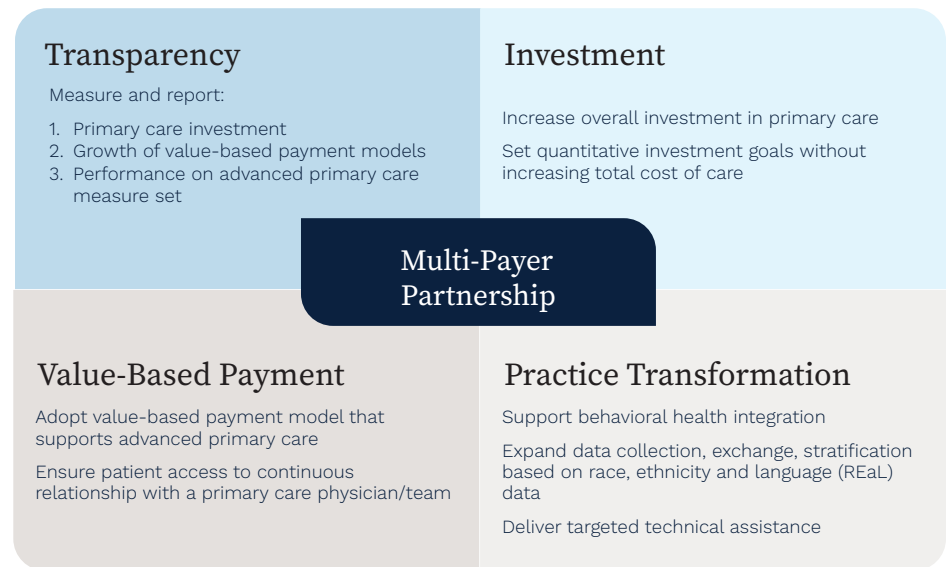 Transparency
Measure and report:
1. Primary care investment
2. Growth of value-based payment models
3. Performance on advanced primary care
measure set
Investment
Increase overall investment in primary care
Set quantitative investment goals without
increasing total cost of care
Multi-Payer
Partnership
Value-Based Payment
Adopt value-based payment model that
supports advanced primary care
Ensure patient access to continuous
relationship with a primary care physician/team
Practice Transformation
Support behavioral health integration
Expand data collection, exchange, stratification
based on race, ethnicity and language (REaL)
data
Deliver targeted technical assistance